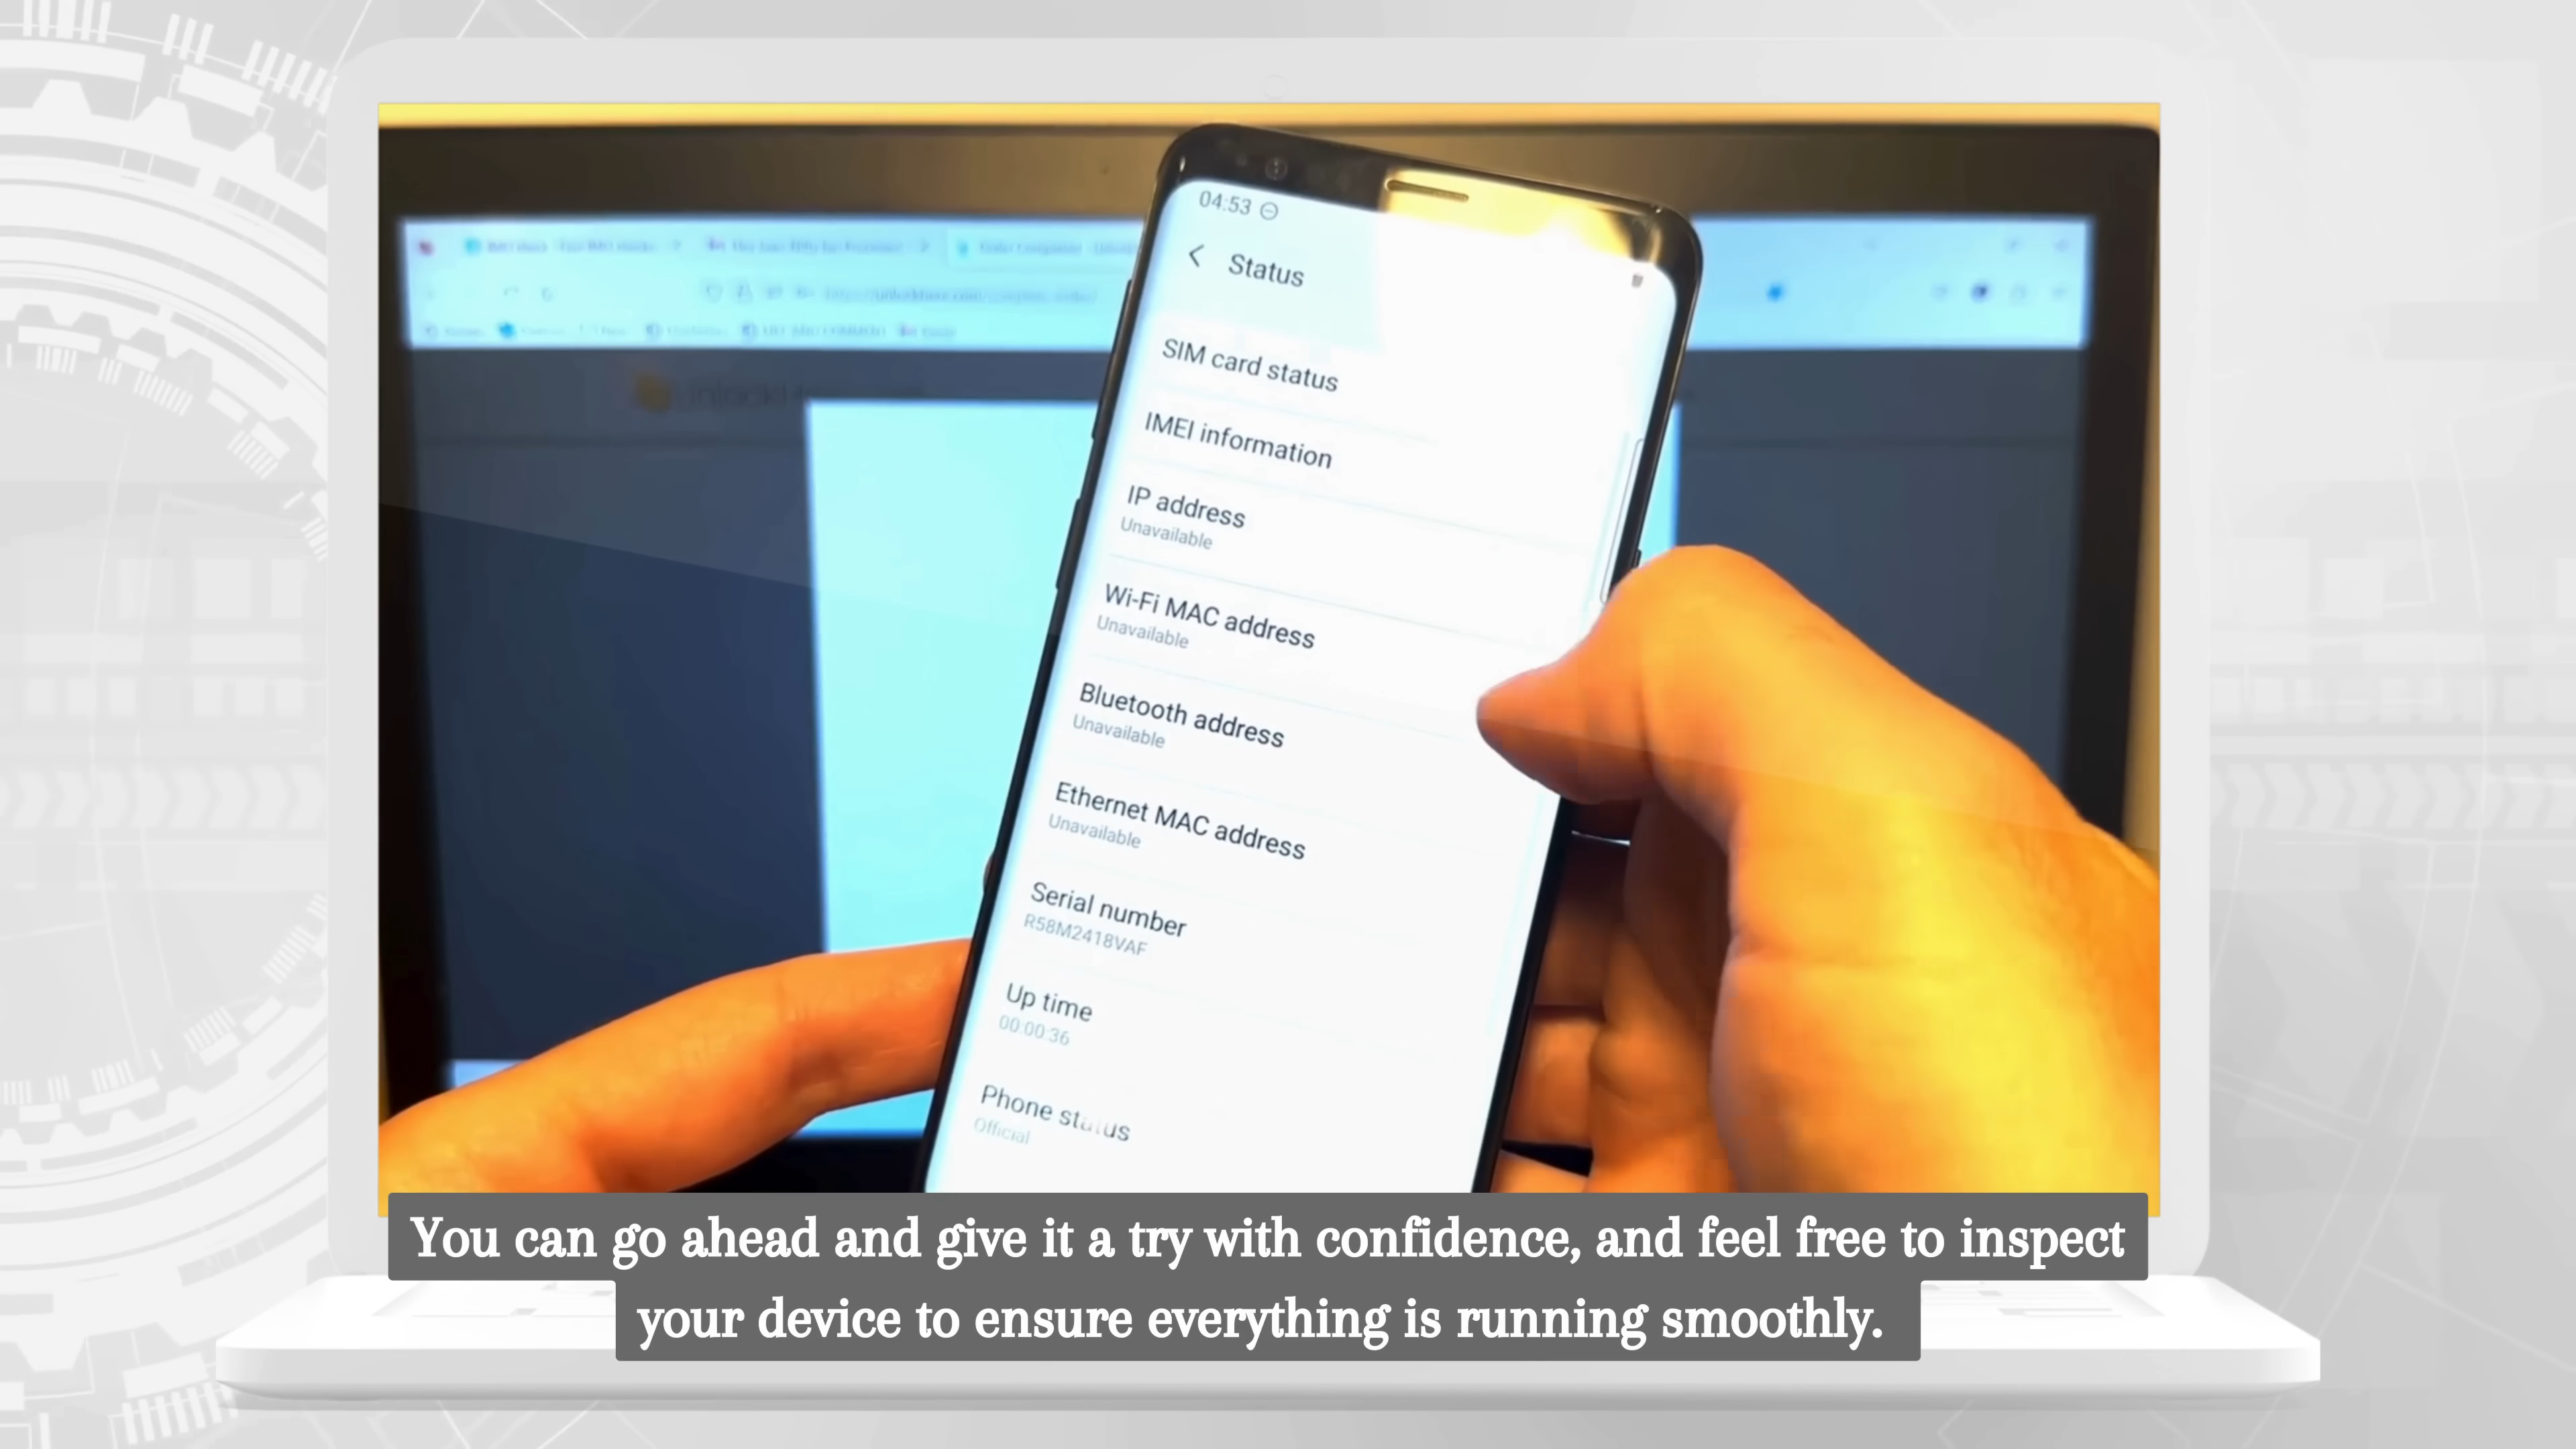 04:53
Status
SIM card status
IMEI information
IP address
Unavailable
Wi-Fi MAC address
Unavailable
Bluetooth address
Unavailable
Ethernet MAC address
Unavailable
Serial number
R58M2418VAF
Up time
00:00:36
Phone status
Official
You can go ahead and give it a try with confidence, and feel free to inspect
your device to ensure everything is running smoothly.